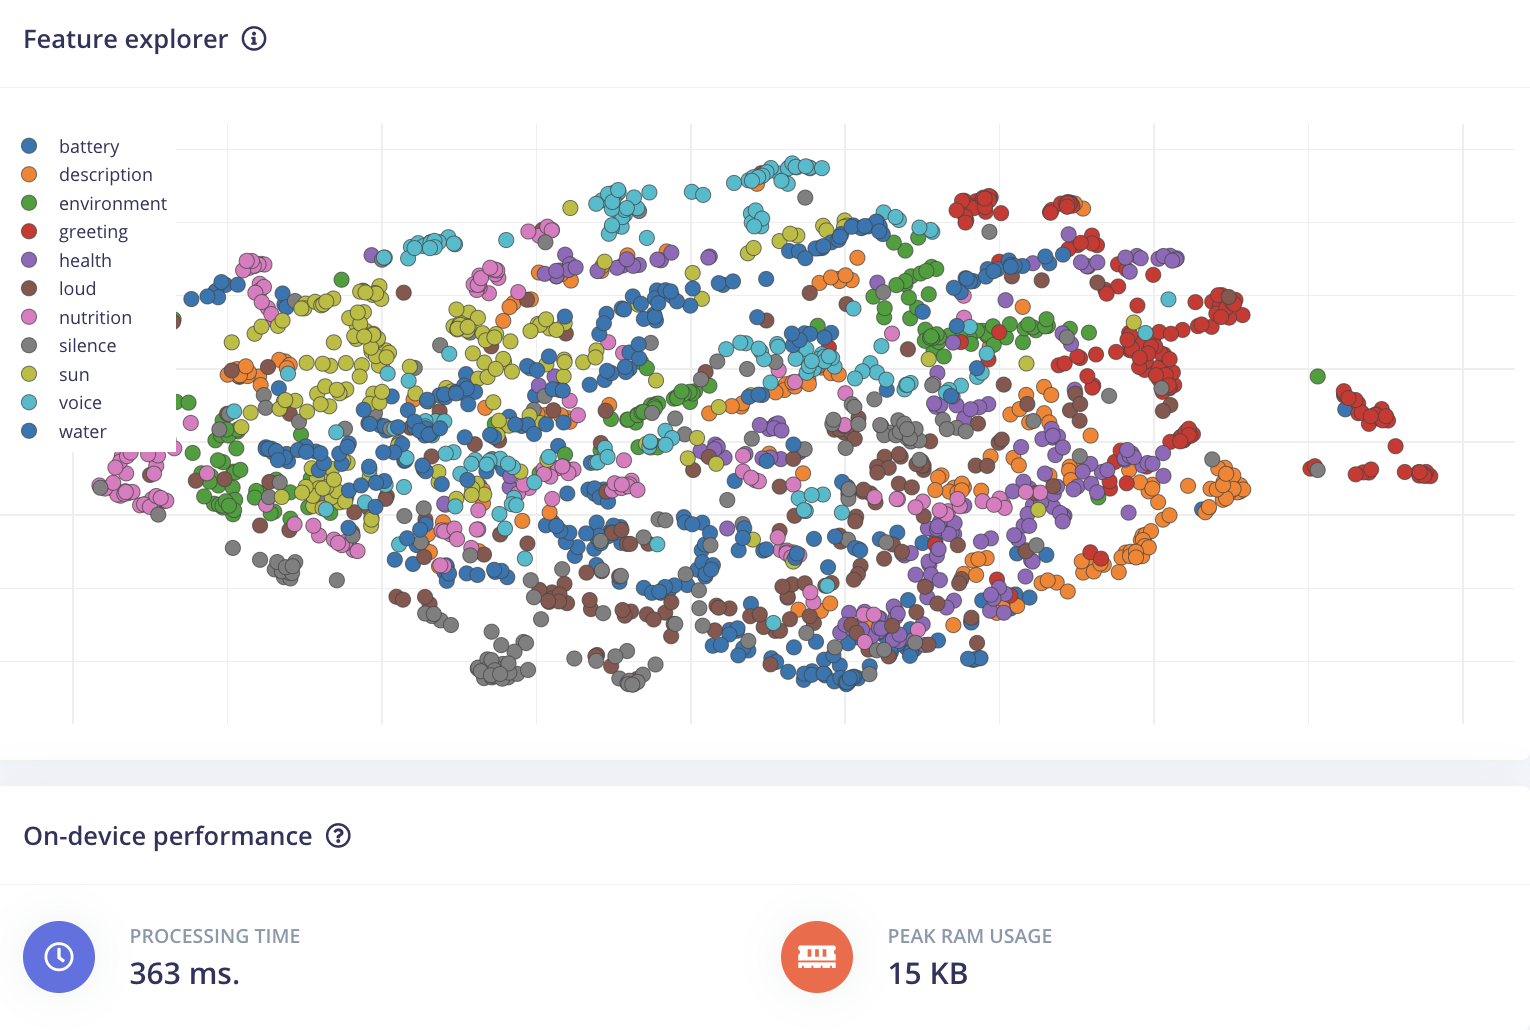 Feature explorer
battery
description
environment
greeting
health
loud
nutrition
silence
sun
voice
water
On-device performance
PROCESSING TIME
363 ms.
PEAK RAM USAGE
15 KB